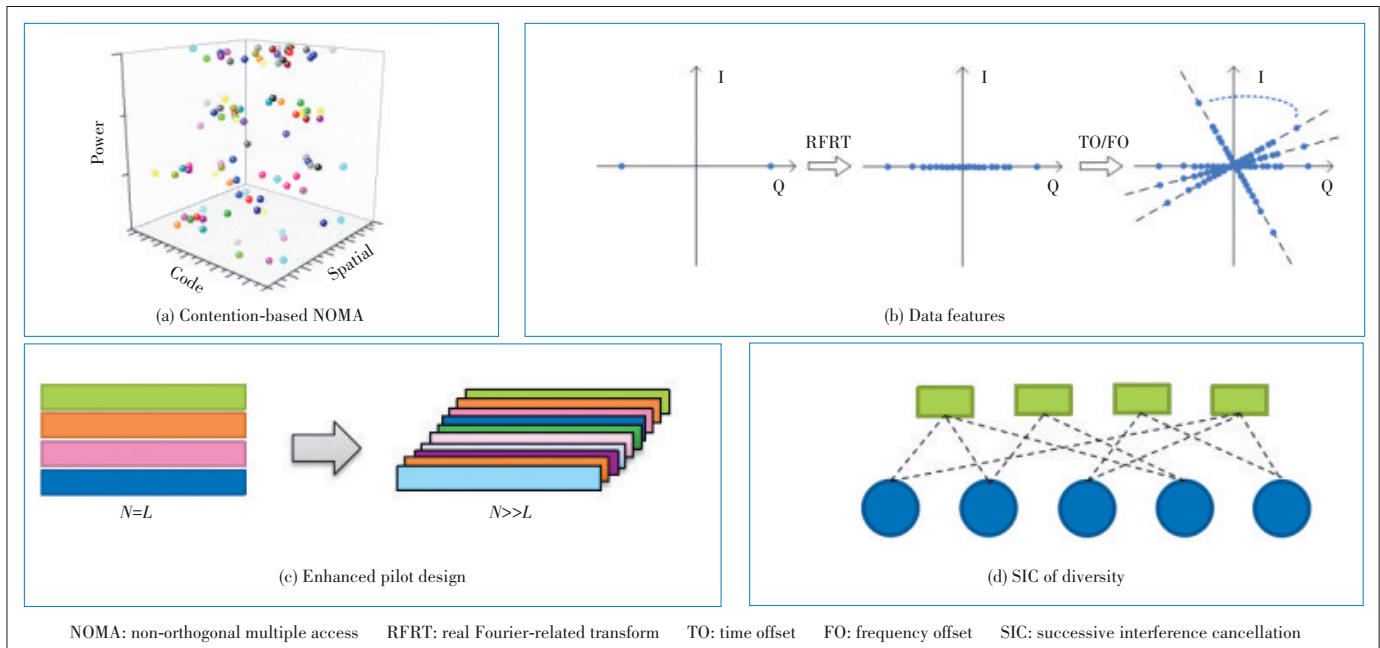 Power
Code
Spatial
(a) Contention-based NOMA
I
Q
RFRT
I
Q
TO/FO
I
Q
(b) Data features
N=L
N>>L
(c) Enhanced pilot design
(d) SIC of diversity
NOMA: non-orthogonal multiple access RFRT: real Fourier-related transform TO: time offset FO: frequency offset SIC: successive interference cancellation